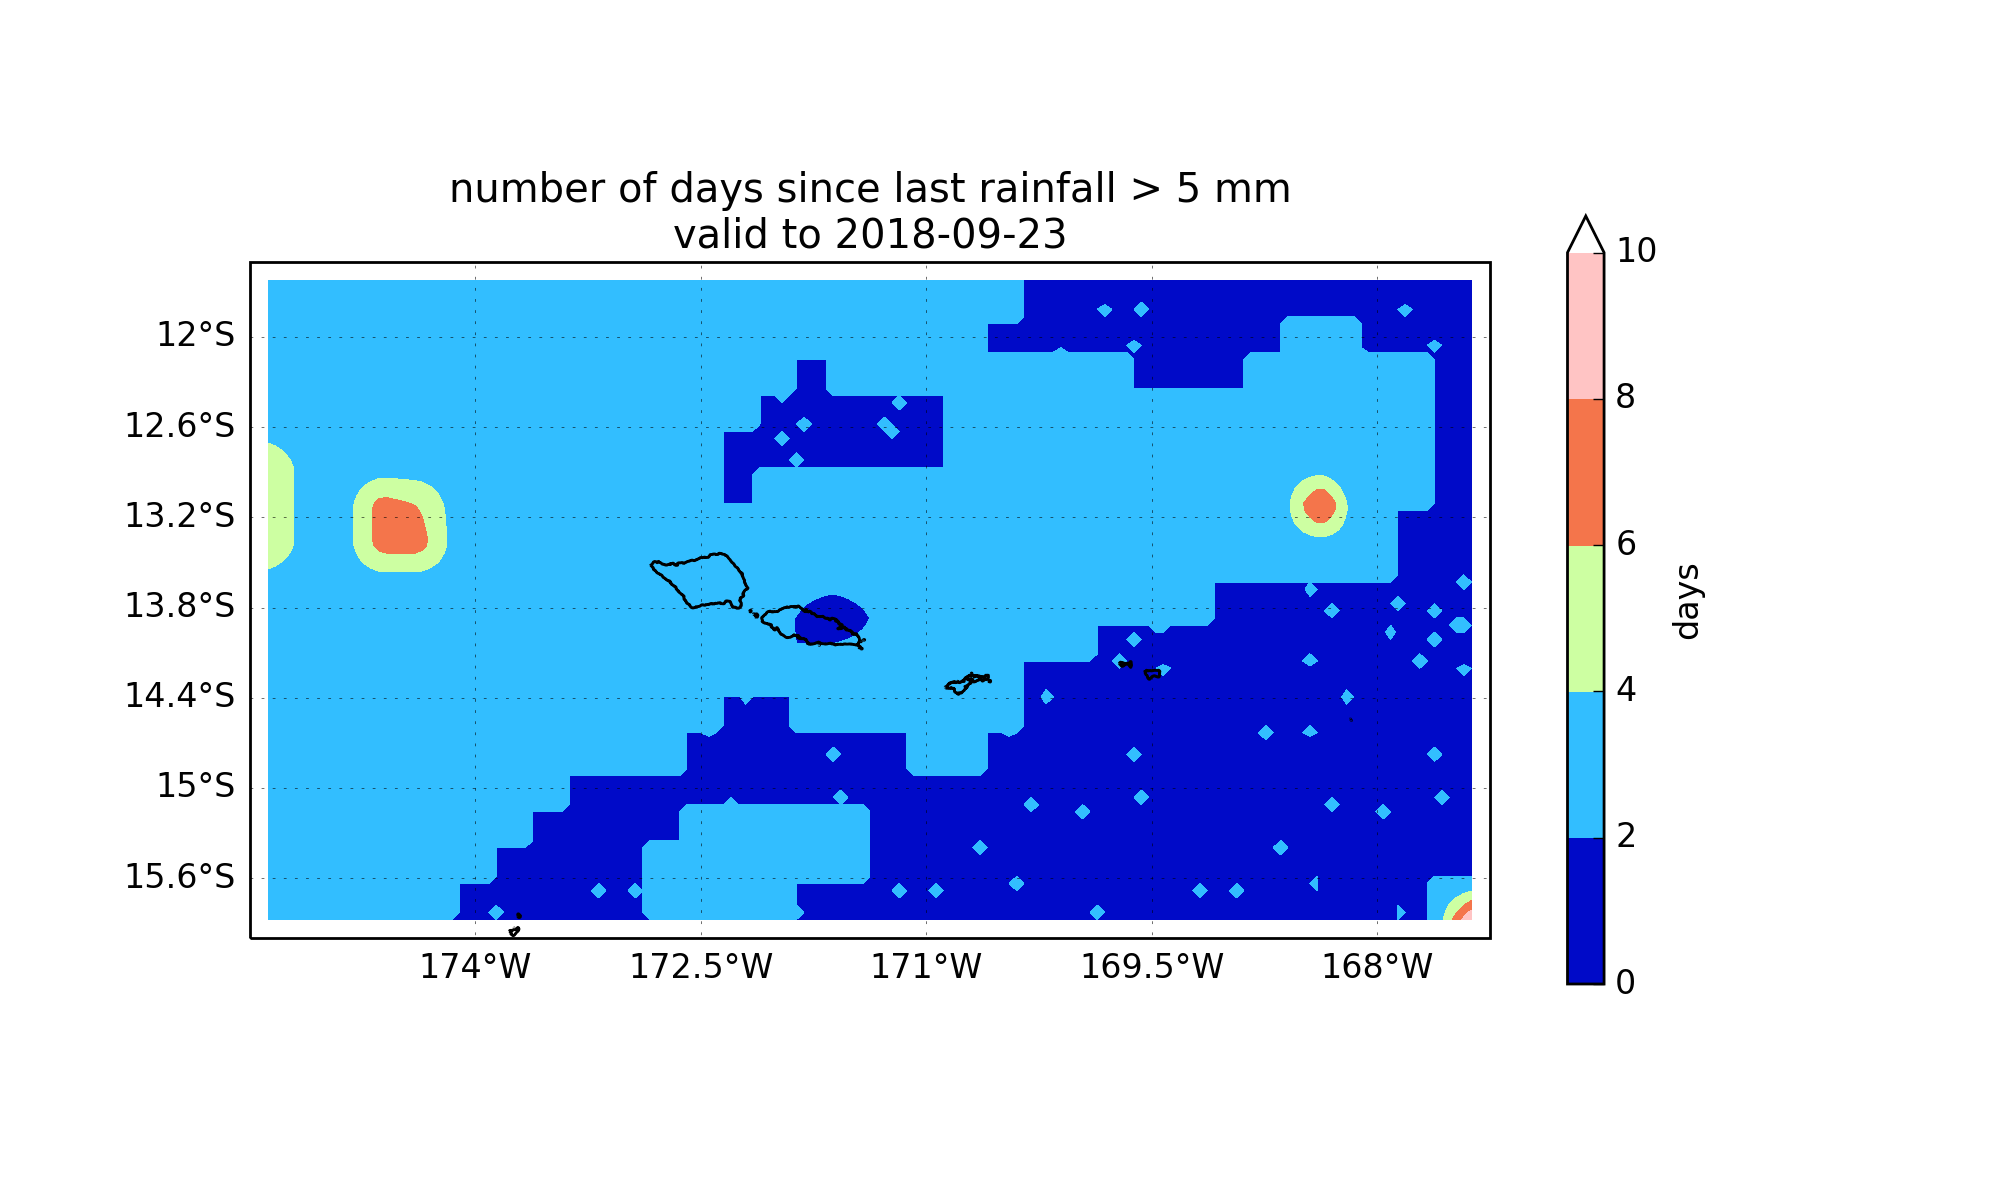 number of days since last rainfall > 5 mm
valid to 2018-09-23
12°S
12.6°S
13.2°S
13.8°S
14.4°S
15°S
15.6°S
174°W 172.5°W 171°W 169.5°W 168°W
10
8
6
4
2
0
days